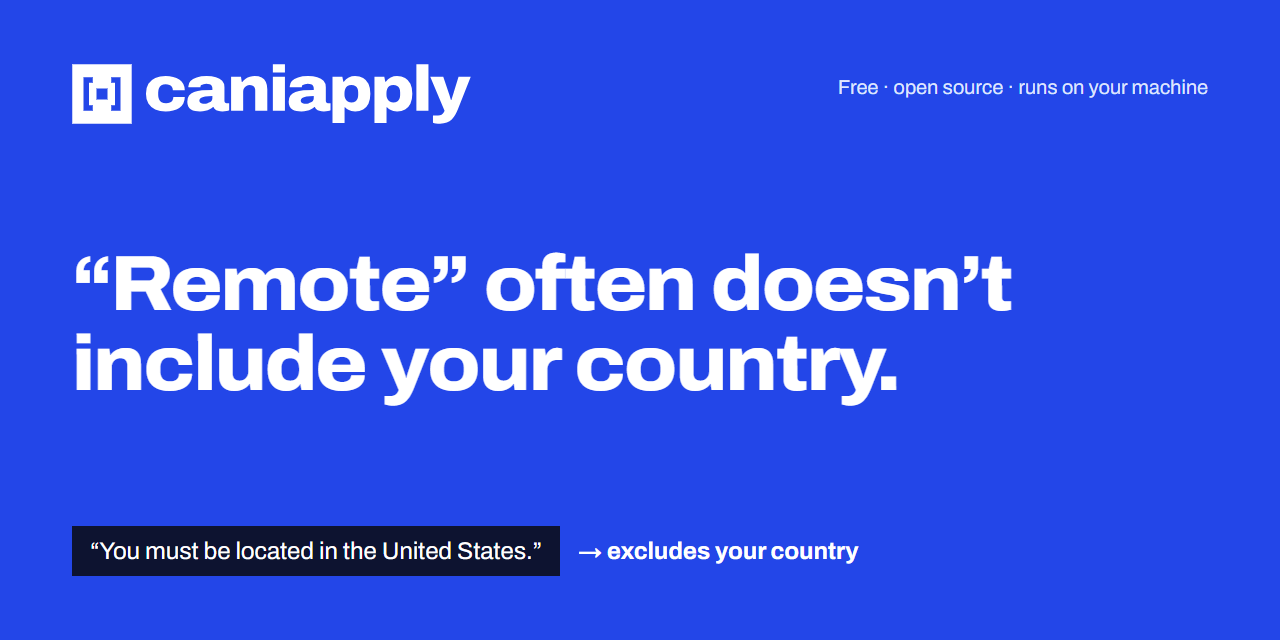 caniapply
Free · open source · runs on your machine
“Remote” often doesn’t
include your country.
“You must be located in the United States.” → excludes your country